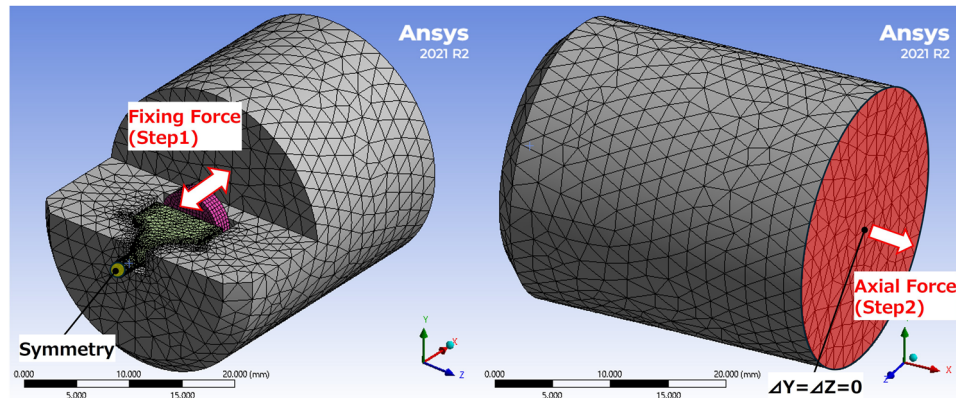 Ansys
2021 R2
Fixing Force
(Step1)
Symmetry
Y
X
Z
0.000
10.000
20.000 (mm)
5.000
15.000
Ansys
2021 R2
Axial Force
(Step2)
⊿Y=⊿Z=0
Y
X
Z
0.000
10.000
20.000 (mm)
5.000
15.000